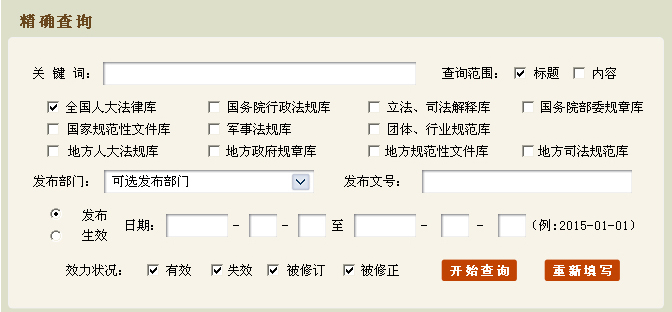 精确查询
关 键 词: 查询范围: 标题 内容
全国人大法律库 国务院行政法规库 立法、司法解释库 国务院部委规章库
国家规范性文件库 军事法规库 团体、行业规范库
地方人大法规库 地方政府规章库 地方规范性文件库 地方司法规范库
发布部门: 可选发布部门 发布文号:
发布
生效
日期: - - 至 - - (例:2015-01-01)
效力状况: 有效 失效 被修订 被修正 开始查询 重新填写